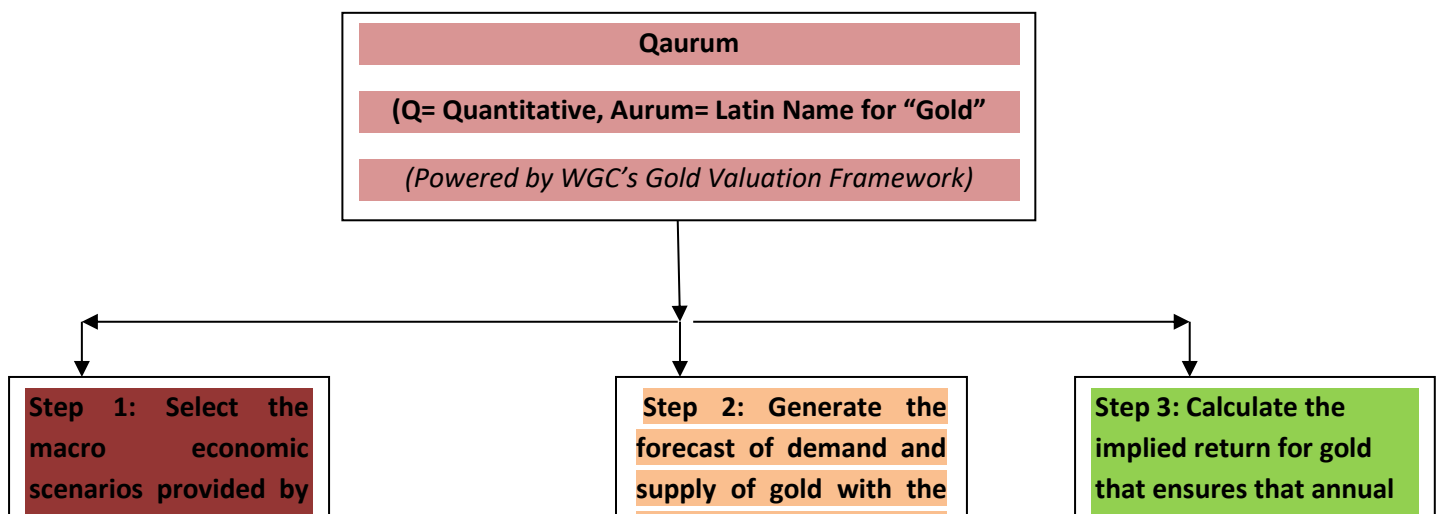 Qaurum
(Q= Quantitative, Aurum= Latin Name for “Gold”
(Powered by WGC’s Gold Valuation Framework)
Step 1: Select the
macro economic
scenarios provided by
Step 2: Generate the
forecast of demand and
supply of gold with the
Step 3: Calculate the
implied return for gold
that ensures that annual